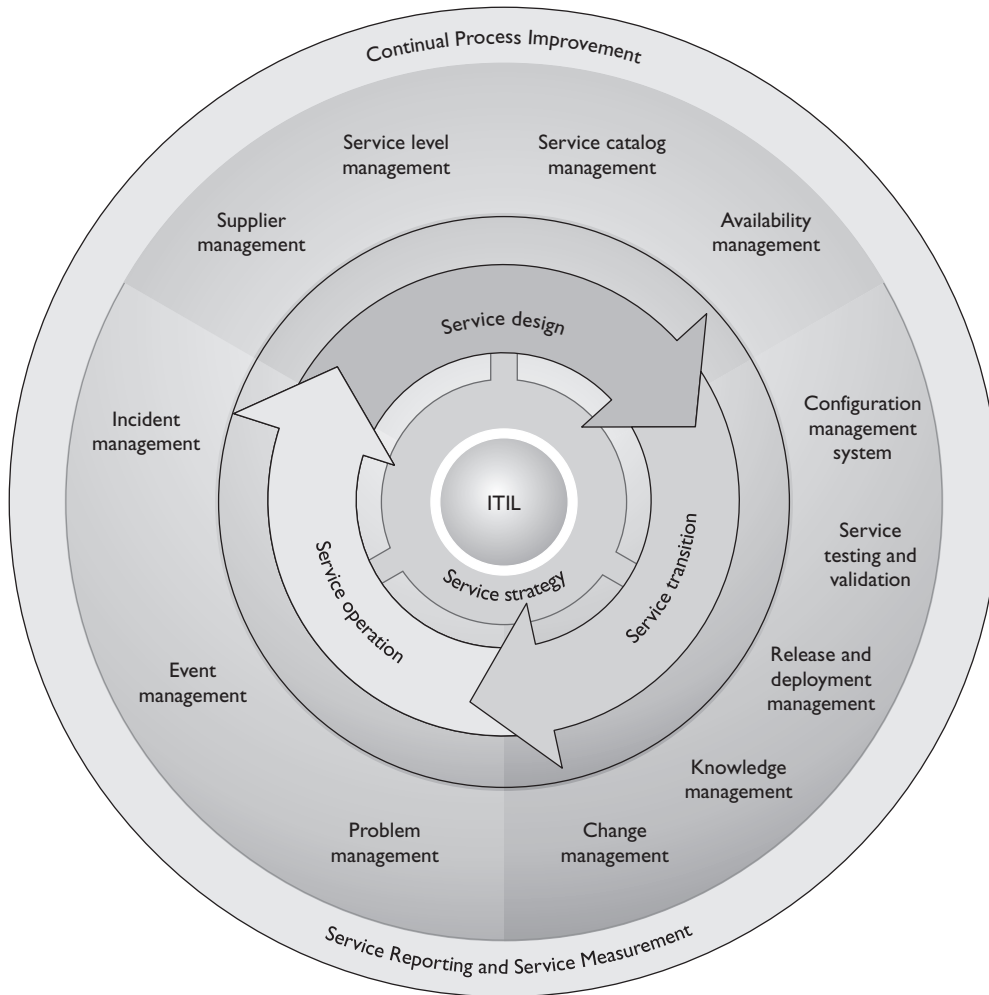 Continual Process Improvement
Service level
management
Service catalog
management
Supplier
management
Availability
management
Service design
Incident
management
Configuration
management
system
ITIL
Service
testing and
validation
Service strategy
Service operation
Service transition
Event
management
Release and
deployment
management
Knowledge
management
Problem
management
Change
management
Service Reporting and Service Measurement